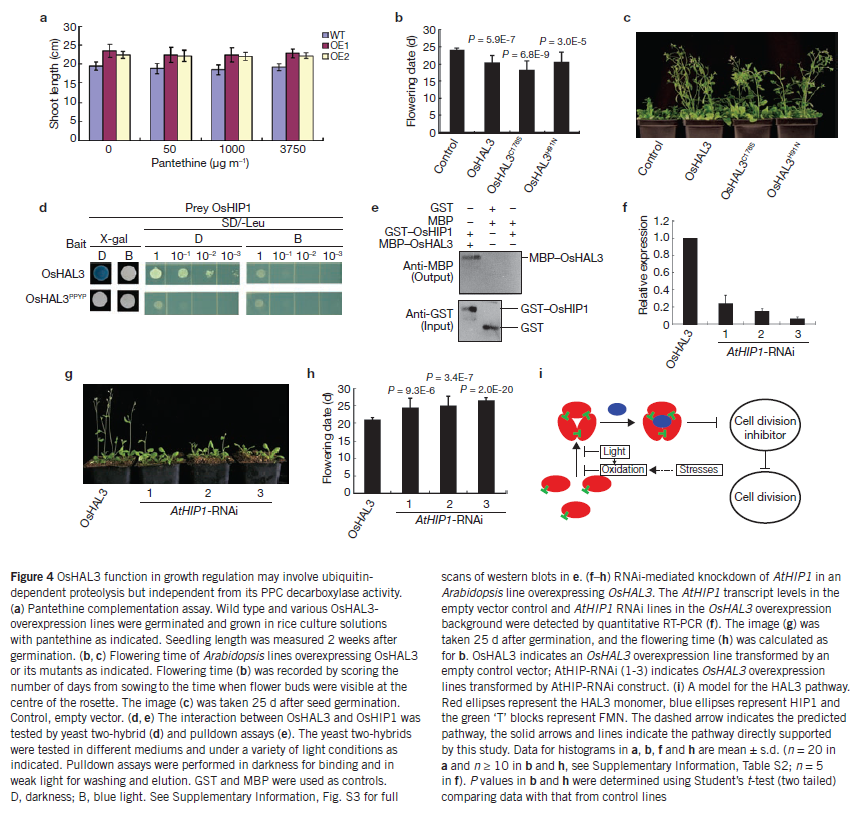 a
Shoot length (cm)
30
25
20
15
10
5
0
WT
OE1
OE2
0 50 1000 3750
Pantethine (µg m⁻¹)
b
Flowering date (d)
30
25
20
15
10
5
0
P = 5.9E-7
P = 6.8E-9
P = 3.0E-5
Control
OsHAL3
OsHAL3C176S
OsHAL3H91N
c
Control
OsHAL3
OsHAL3C176S
OsHAL3H91N
d
Prey OsHIP1
SD/-Leu
Bait X-gal D B
D B 1 10⁻¹ 10⁻² 10⁻³ 1 10⁻¹ 10⁻² 10⁻³
OsHAL3
OsHAL3PPYP
e
GST – + –
MBP – + +
GST–OsHIP1 + – +
MBP–OsHAL3 + – –
Anti-MBP
(Output)
MBP–OsHAL3
Anti-GST
(Input)
GST–OsHIP1
GST
f
Relative expression
1.2
1.0
0.8
0.6
0.4
0.2
0
OsHAL3
1 2 3
AtHIP1-RNAi
g
OsHAL3
1 2 3
AtHIP1-RNAi
h
Flowering date (d)
30
25
20
15
10
5
0
P = 3.4E-7
P = 9.3E-6 P = 2.0E-20
OsHAL3
1 2 3
AtHIP1-RNAi
i
Light
Oxidation
Stresses
Cell division
inhibitor
Cell division
Figure 4 OsHAL3 function in growth regulation may involve ubiquitin-
dependent proteolysis but independent from its PPC decarboxylase activity.
(a) Pantethine complementation assay. Wild type and various OsHAL3-
overexpression lines were germinated and grown in rice culture solutions
with pantethine as indicated. Seedling length was measured 2 weeks after
germination. (b, c) Flowering time of Arabidopsis lines overexpressing OsHAL3
or its mutants as indicated. Flowering time (b) was recorded by scoring the
number of days from sowing to the time when flower buds were visible at the
centre of the rosette. The image (c) was taken 25 d after seed germination.
Control, empty vector. (d, e) The interaction between OsHAL3 and OsHIP1 was
tested by yeast two-hybrid (d) and pulldown assays (e). The yeast two-hybrids
were tested in different mediums and under a variety of light conditions as
indicated. Pulldown assays were performed in darkness for binding and in
weak light for washing and elution. GST and MBP were used as controls.
D, darkness; B, blue light. See Supplementary Information, Fig. S3 for full
scans of western blots in e. (f–h) RNAi-mediated knockdown of AtHIP1 in an
Arabidopsis line overexpressing OsHAL3. The AtHIP1 transcript levels in the
empty vector control and AtHIP1 RNAi lines in the OsHAL3 overexpression
background were detected by quantitative RT-PCR (f). The image (g) was
taken 25 d after germination, and the flowering time (h) was calculated as
for b. OsHAL3 indicates an OsHAL3 overexpression line transformed by an
empty control vector; AtHIP-RNAi (1-3) indicates OsHAL3 overexpression
lines transformed by AtHIP-RNAi construct. (i) A model for the HAL3 pathway.
Red ellipses represent the HAL3 monomer, blue ellipses represent HIP1 and
the green ‘T’ blocks represent FMN. The dashed arrow indicates the predicted
pathway, the solid arrows and lines indicate the pathway directly supported
by this study. Data for histograms in a, b, f and h are mean ± s.d. (n = 20 in
a and n ≥ 10 in b and h, see Supplementary Information, Table S2; n = 5
in f). P values in b and h were determined using Student’s t-test (two tailed)
comparing data with that from control lines